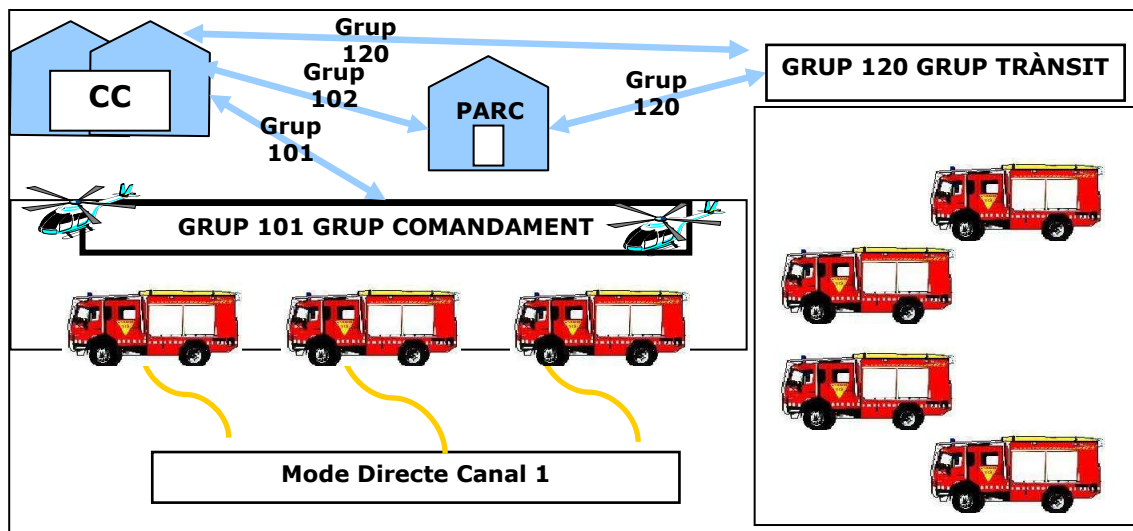 Grup
120
GRUP 120 GRUP TRÀNSIT
CC
Grup
102
PARC
Grup
120
Grup
101
GRUP 101 GRUP COMANDAMENT
Mode Directe Canal 1